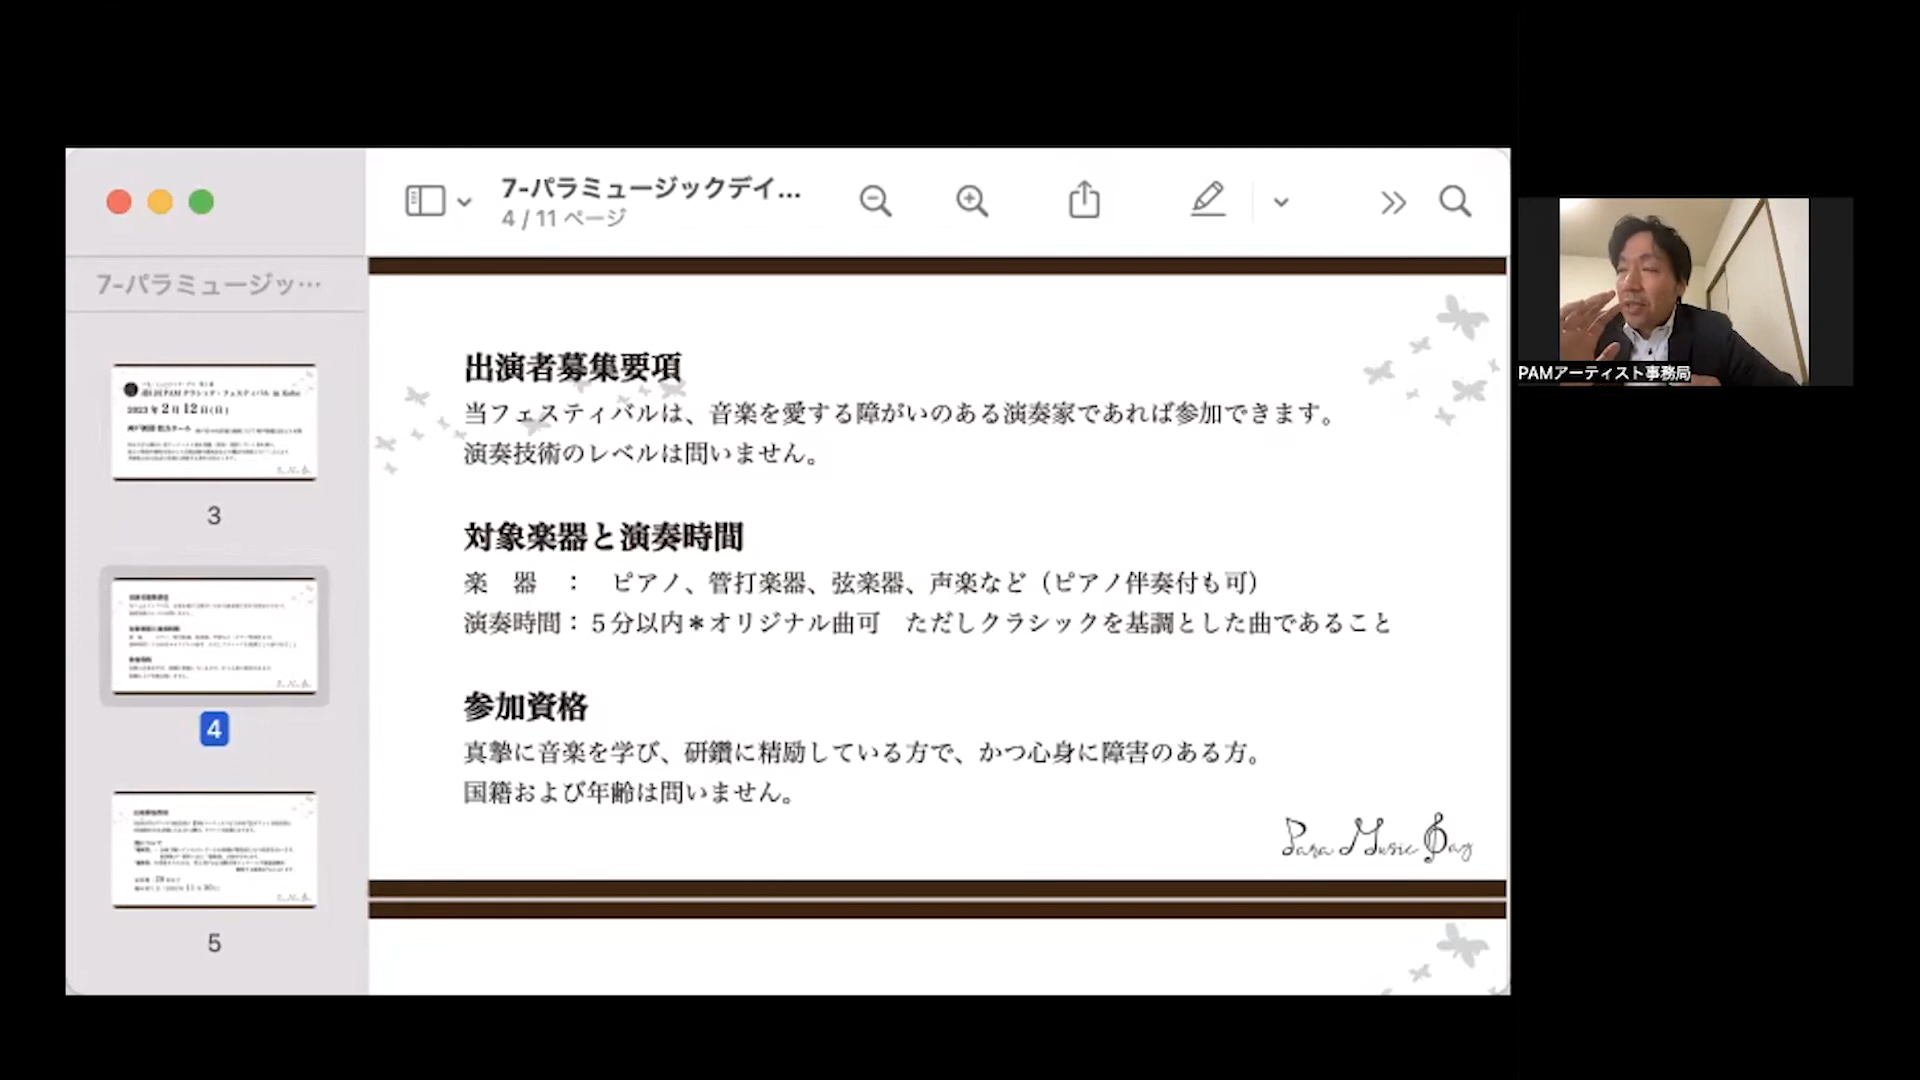 7-パラミュージックデイ...
4 / 11 ページ
7-パラミュージッ…
2023年2月12日(日)
3
4
5
出演者募集要項
当フェスティバルは、音楽を愛する障がいのある演奏家であれば参加できます。
演奏技術のレベルは問いません。
対象楽器と演奏時間
楽　器　：　ピアノ、管打楽器、弦楽器、声楽など（ピアノ伴奏付も可）
演奏時間：５分以内＊オリジナル曲可　ただしクラシックを基調とした曲であること
参加資格
真摯に音楽を学び、研鑽に精励している方で、かつ心身に障害のある方。
国籍および年齢は問いません。
Para Music Day
PAMアーティスト事務局